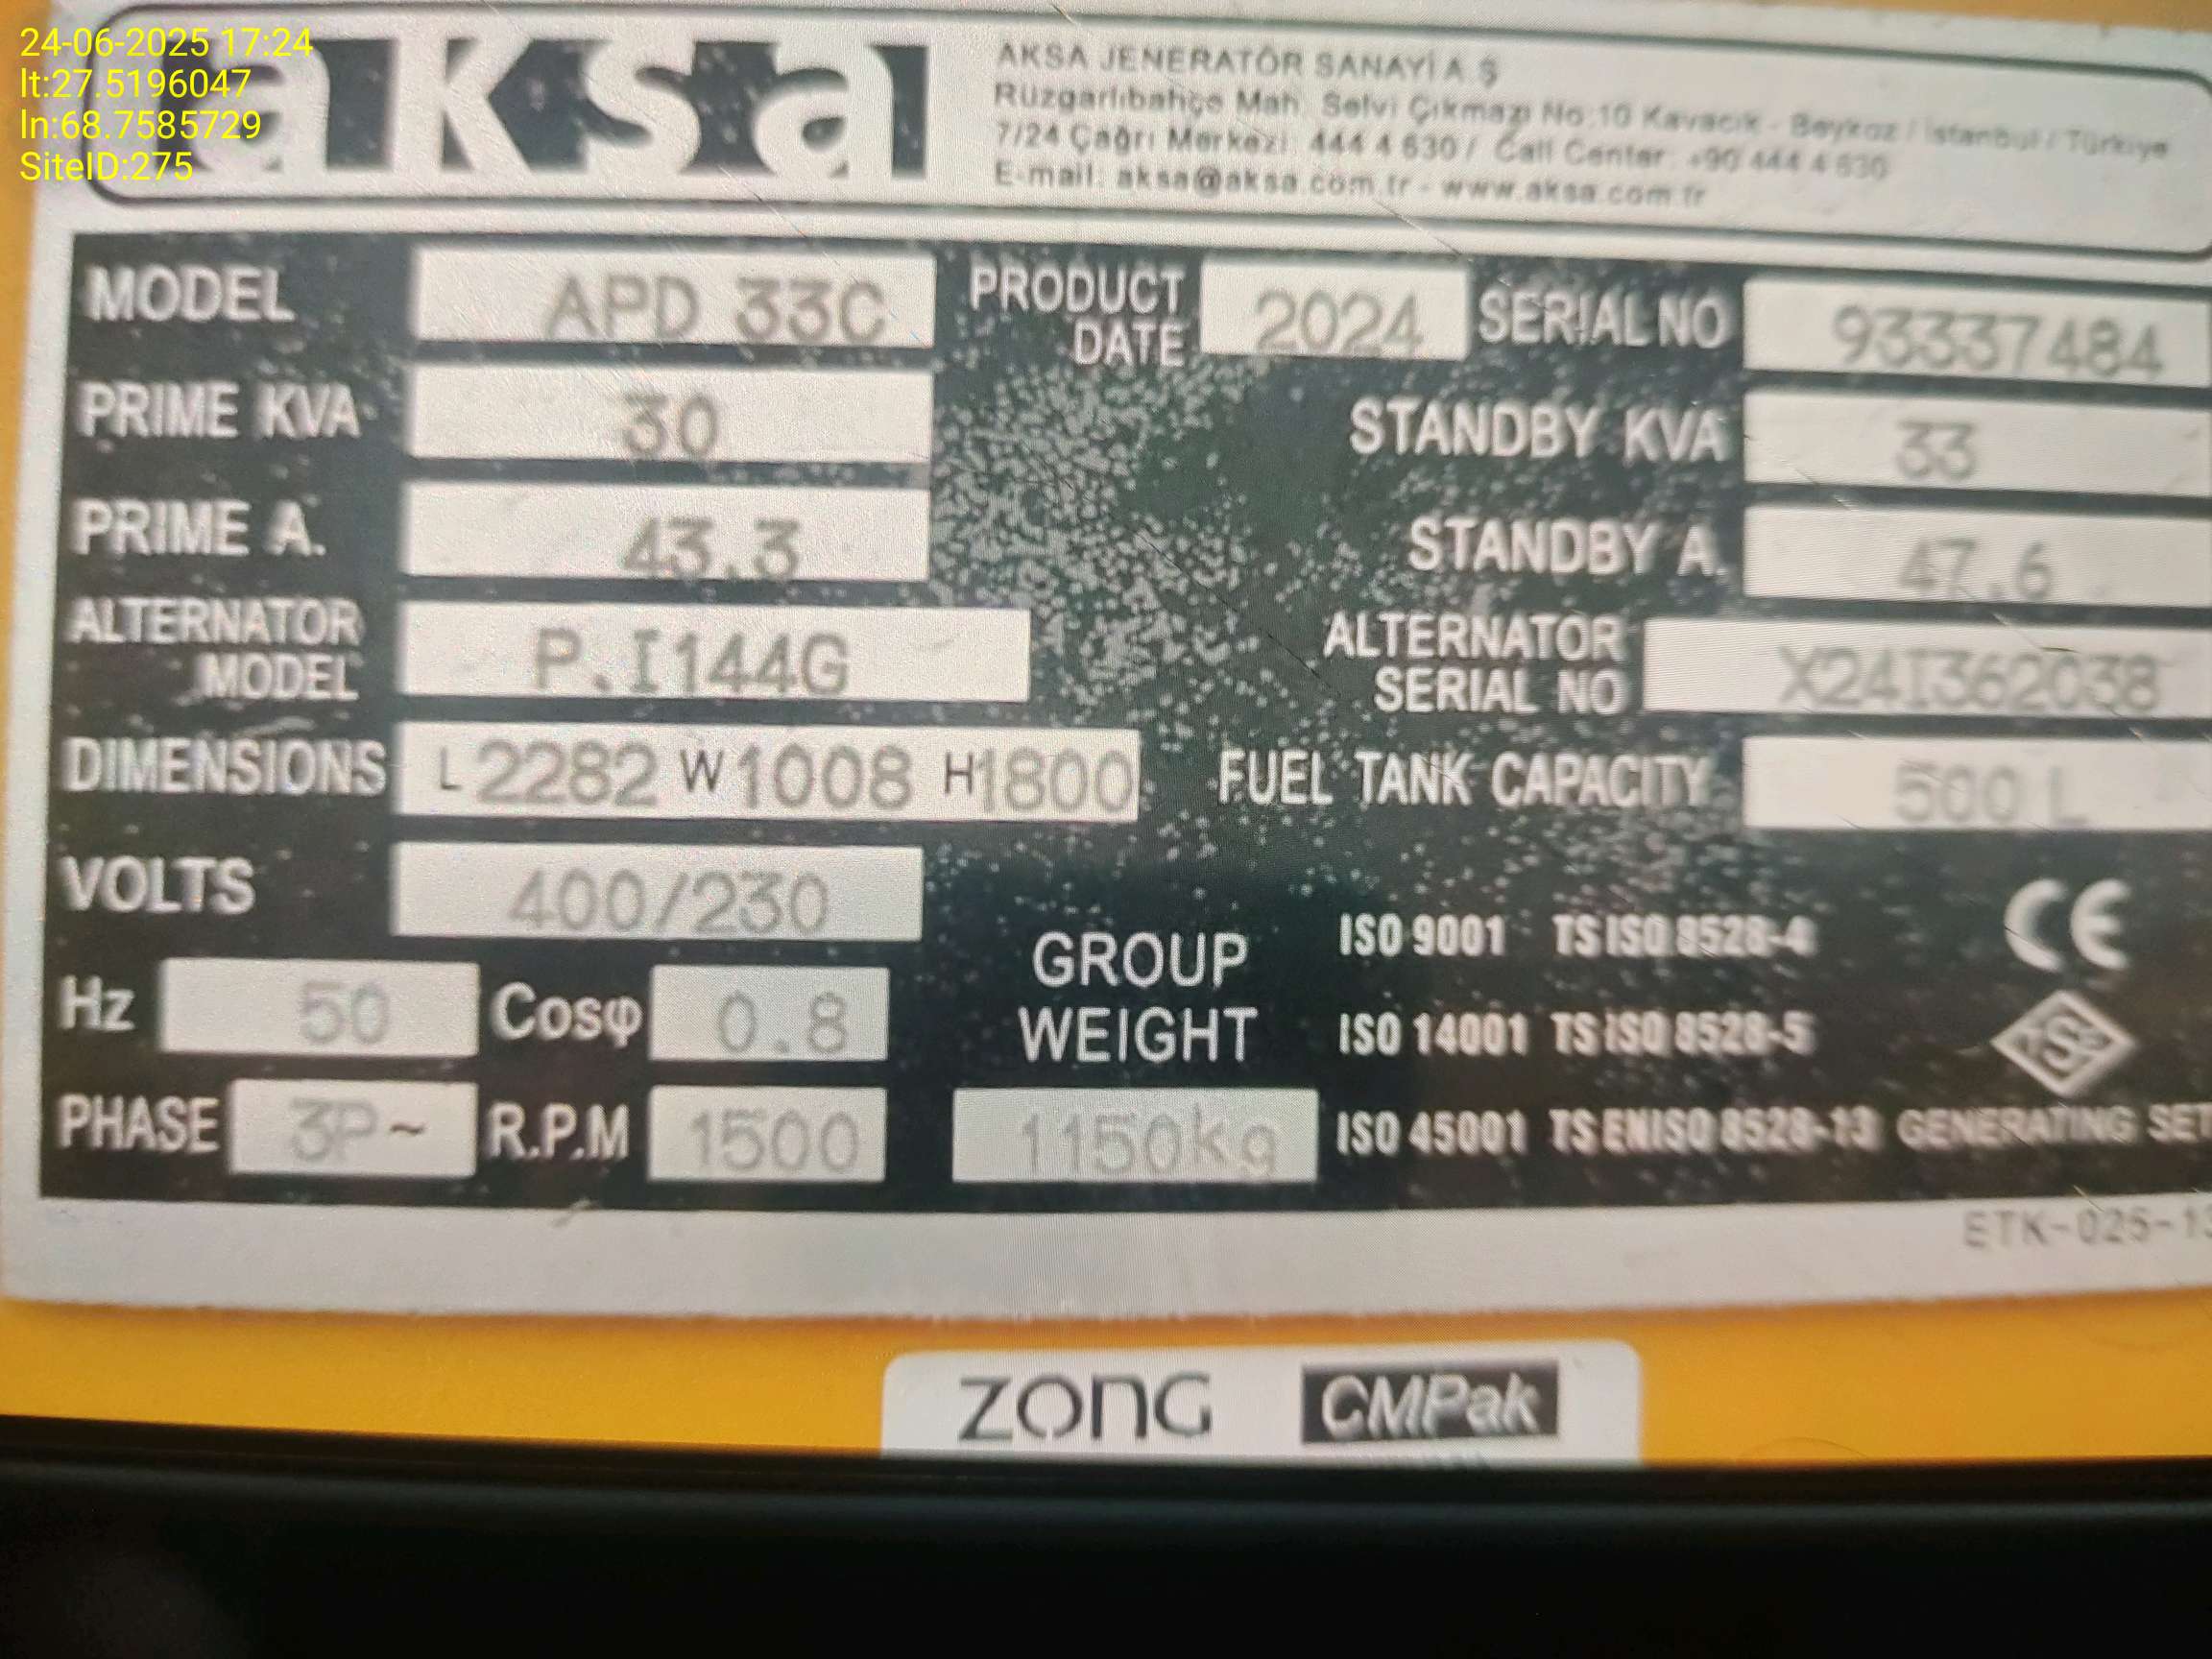 24-06-2025 17:24
lt:27.5196047
ln:68.7585729
SiteID:275
aksa
AKSA JENERATÖR SANAYİ A.Ş
Rüzgarlıbahçe Mah. Selvi Çıkmazı No:10 Kavacık - Beykoz / İstanbul / Türkiye
7/24 Çağrı Merkezi: 444 4 630 / Call Center: +90 444 4 630
E-mail: aksa@aksa.com.tr - www.aksa.com.tr
MODEL APD 33C PRODUCT DATE 2024 SERIAL NO 93337484
PRIME KVA 30 STANDBY KVA 33
PRIME A. 43.3 STANDBY A. 47.6
ALTERNATOR MODEL P.I144G ALTERNATOR SERIAL NO X24I362038
DIMENSIONS L 2282 W 1008 H 1800 FUEL TANK CAPACITY 500 L
VOLTS 400/230
GROUP WEIGHT 1150kg
Hz 50 Cosφ 0.8
PHASE 3P~ R.P.M 1500
ISO 9001 TS ISO 8528-4 CE
ISO 14001 TS ISO 8528-5 TSE
ISO 45001 TS EN ISO 8528-13 GENERATING SET
ETK-025-13
ZONG CMPak